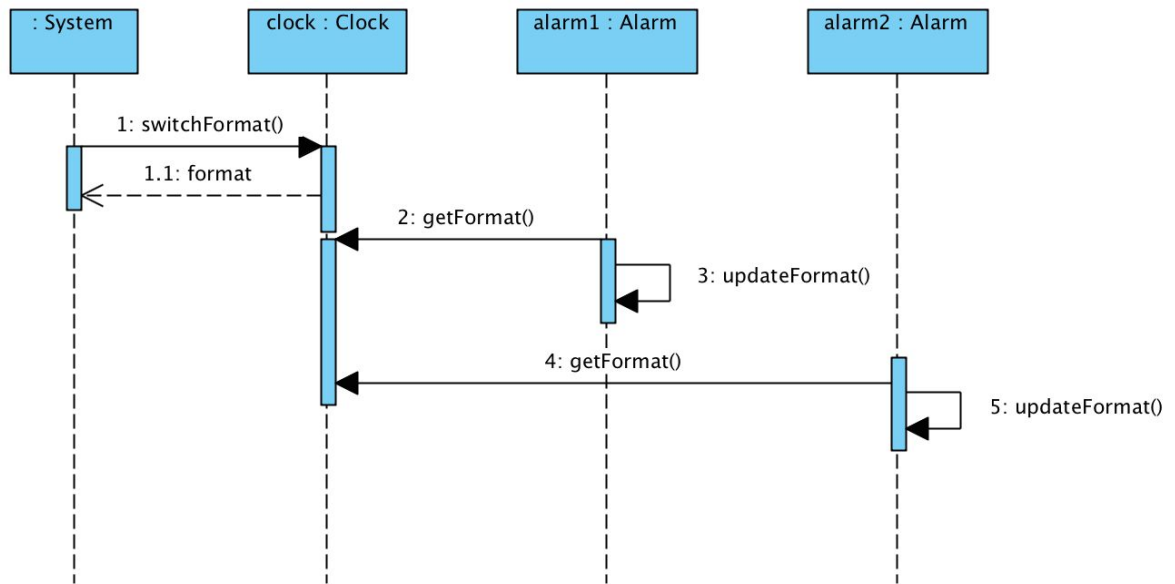 : System
clock : Clock
alarm1 : Alarm
alarm2 : Alarm
1: switchFormat()
1.1: format
2: getFormat()
3: updateFormat()
4: getFormat()
5: updateFormat()